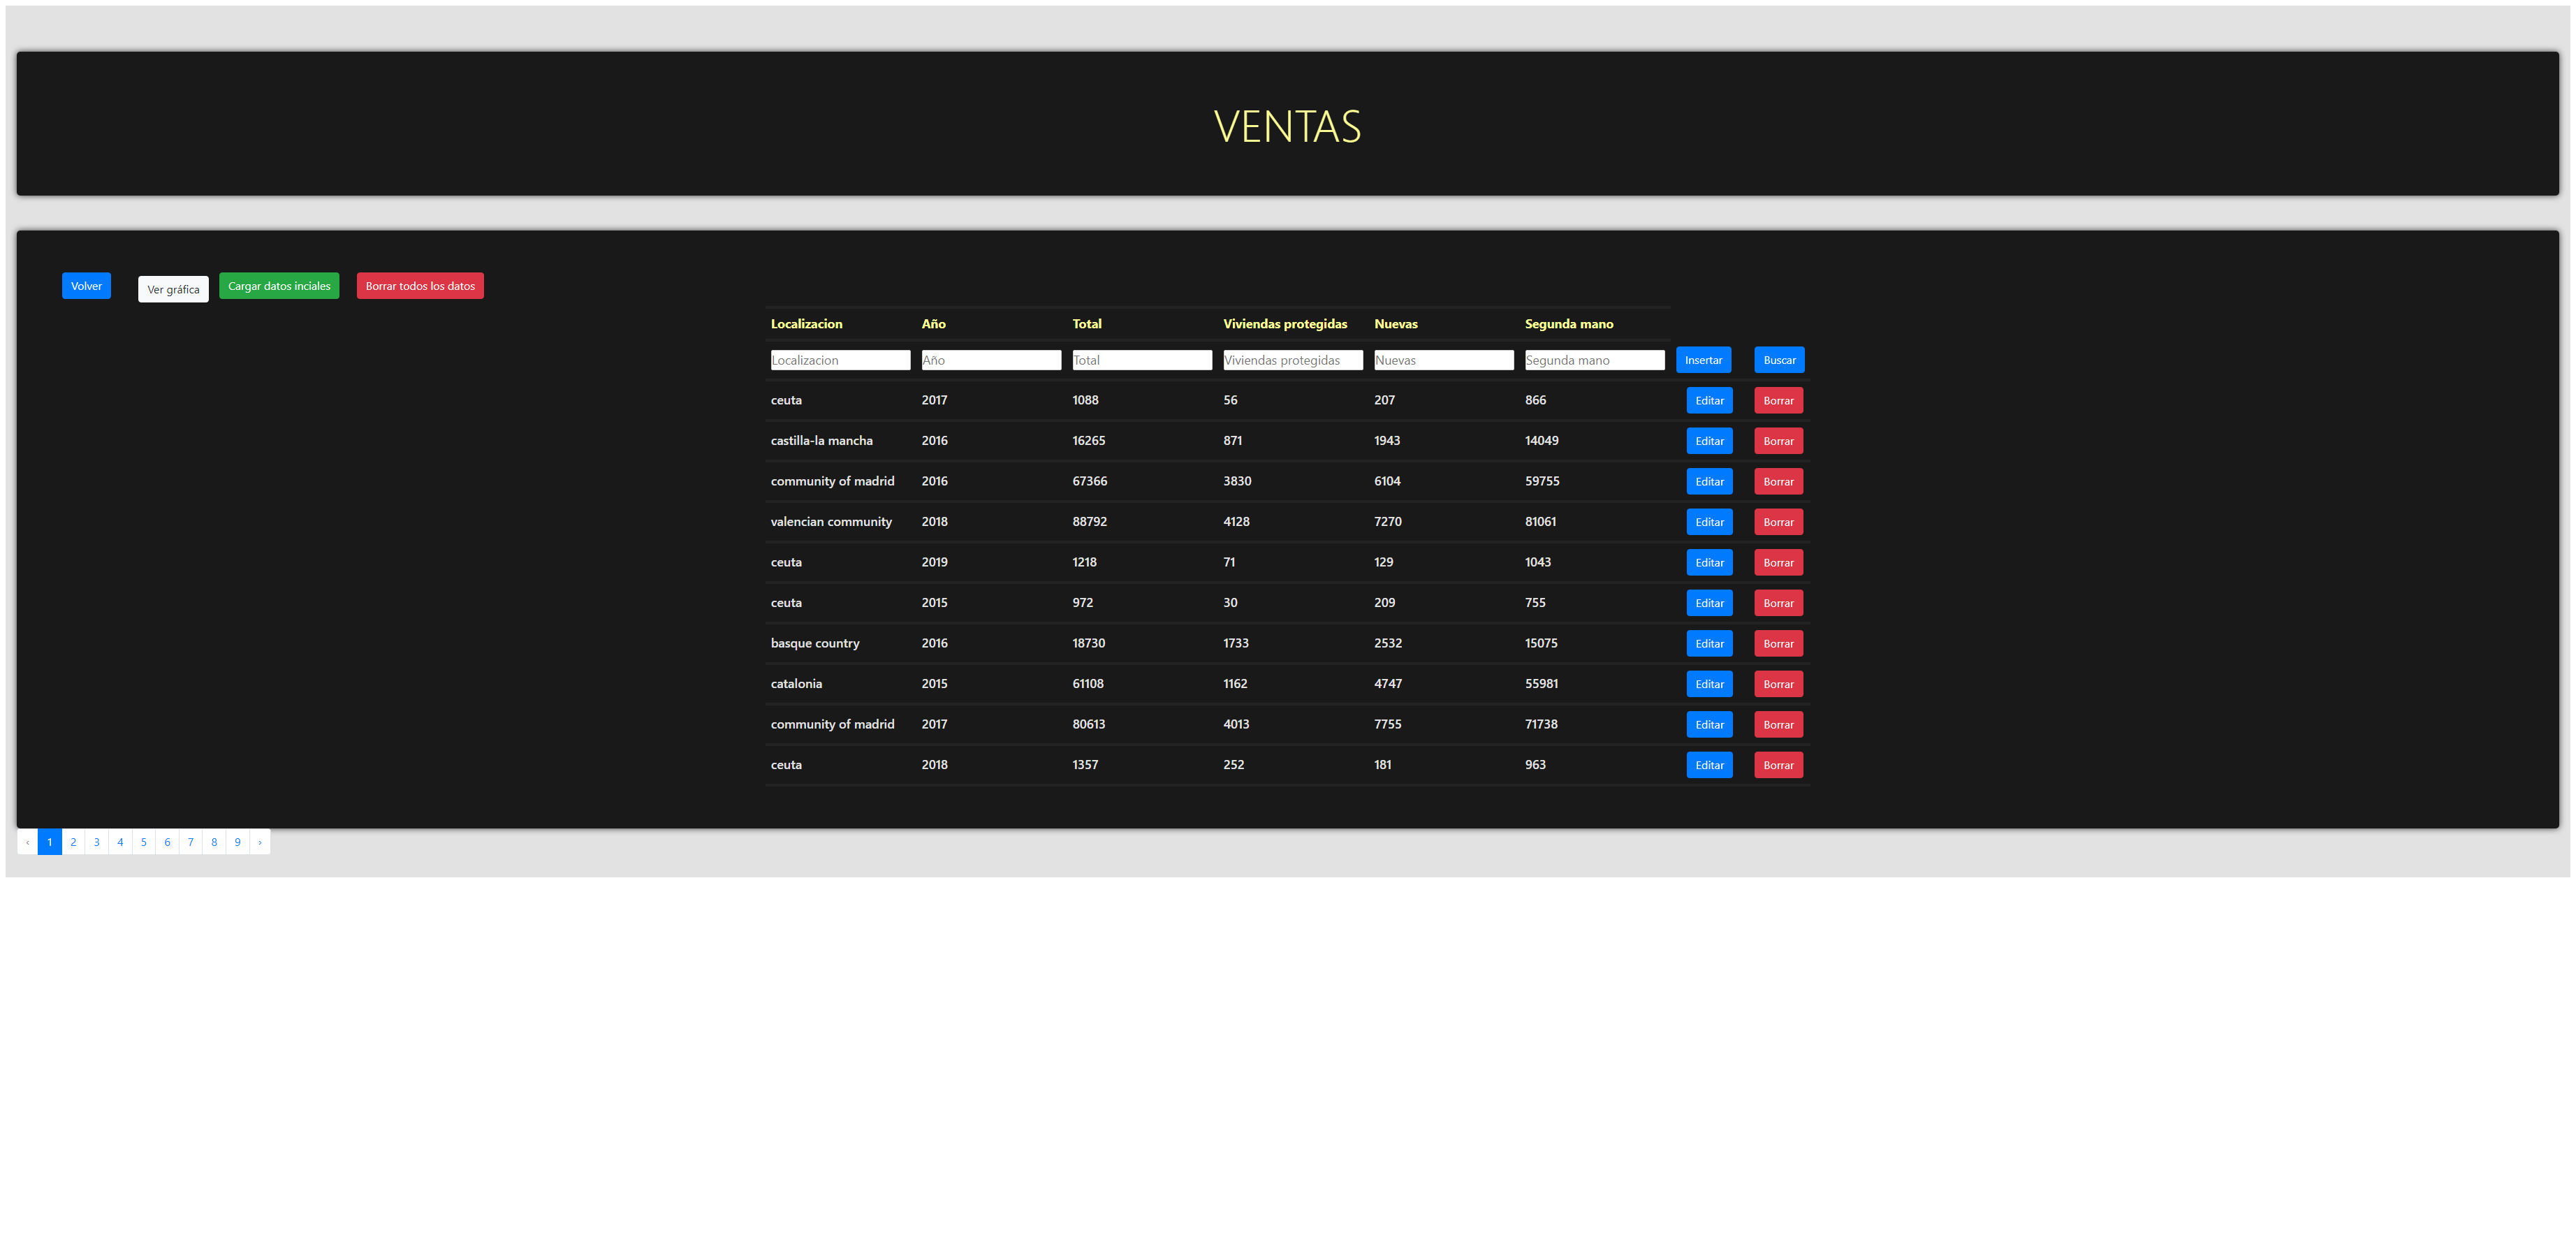 VENTAS
Volver Ver gráfica Cargar datos inciales Borrar todos los datos
Localizacion Año Total Viviendas protegidas Nuevas Segunda mano
Localizacion Año Total Viviendas protegidas Nuevas Segunda mano Insertar Buscar
ceuta 2017 1088 56 207 866 Editar Borrar
castilla-la mancha 2016 16265 871 1943 14049 Editar Borrar
community of madrid 2016 67366 3830 6104 59755 Editar Borrar
valencian community 2018 88792 4128 7270 81061 Editar Borrar
ceuta 2019 1218 71 129 1043 Editar Borrar
ceuta 2015 972 30 209 755 Editar Borrar
basque country 2016 18730 1733 2532 15075 Editar Borrar
catalonia 2015 61108 1162 4747 55981 Editar Borrar
community of madrid 2017 80613 4013 7755 71738 Editar Borrar
ceuta 2018 1357 252 181 963 Editar Borrar
‹ 1 2 3 4 5 6 7 8 9 ›